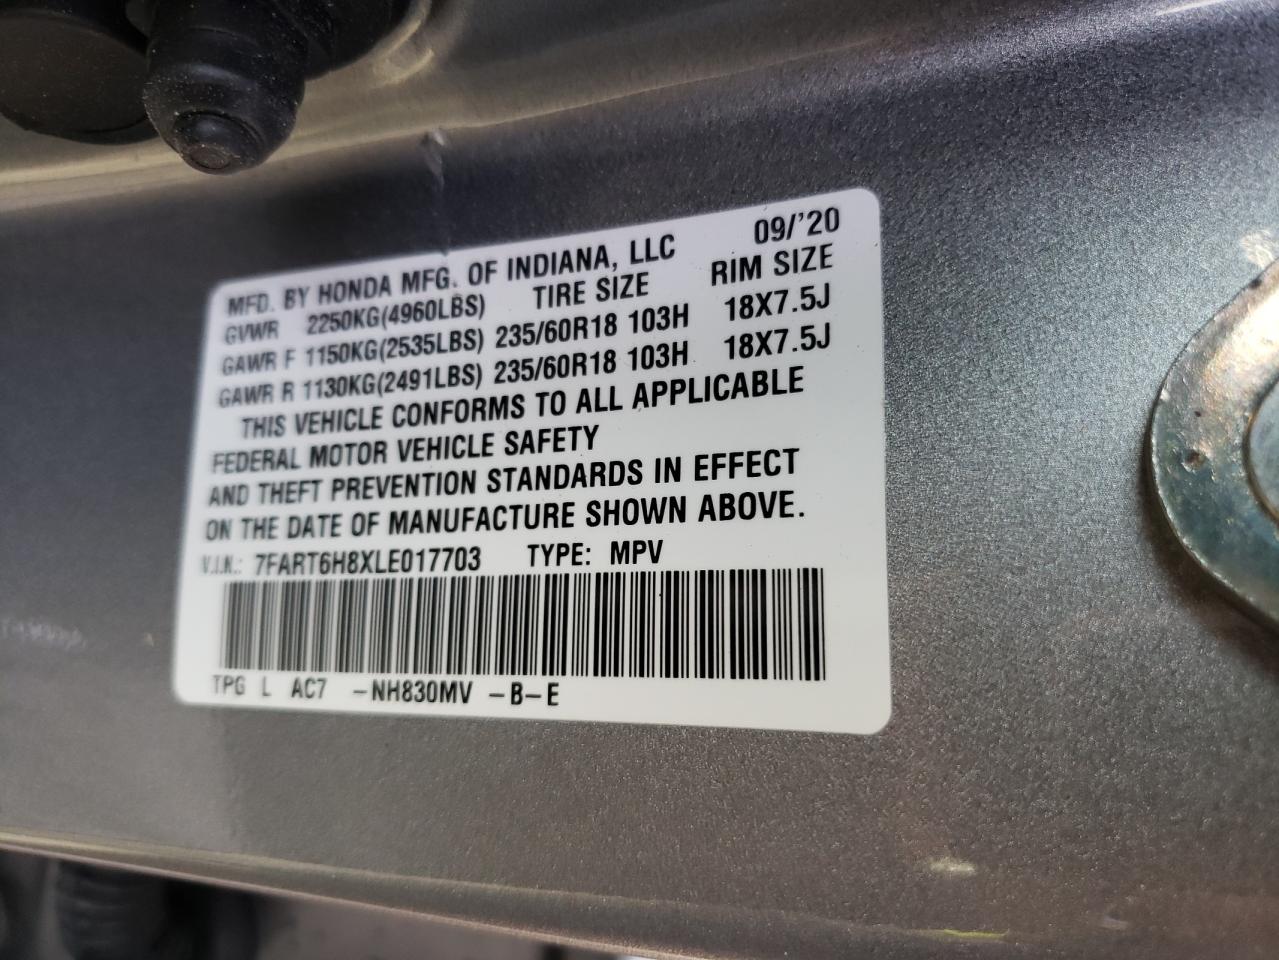 MFD. BY HONDA MFG. OF INDIANA, LLC 09/'20
GVWR 2250KG(4960LBS) TIRE SIZE RIM SIZE
GAWR F 1150KG(2535LBS) 235/60R18 103H 18X7.5J
GAWR R 1130KG(2491LBS) 235/60R18 103H 18X7.5J
THIS VEHICLE CONFORMS TO ALL APPLICABLE
FEDERAL MOTOR VEHICLE SAFETY
AND THEFT PREVENTION STANDARDS IN EFFECT
ON THE DATE OF MANUFACTURE SHOWN ABOVE.
V.I.N.: 7FART6H8XLE017703 TYPE: MPV
TPG L AC7 -NH830MV -B-E